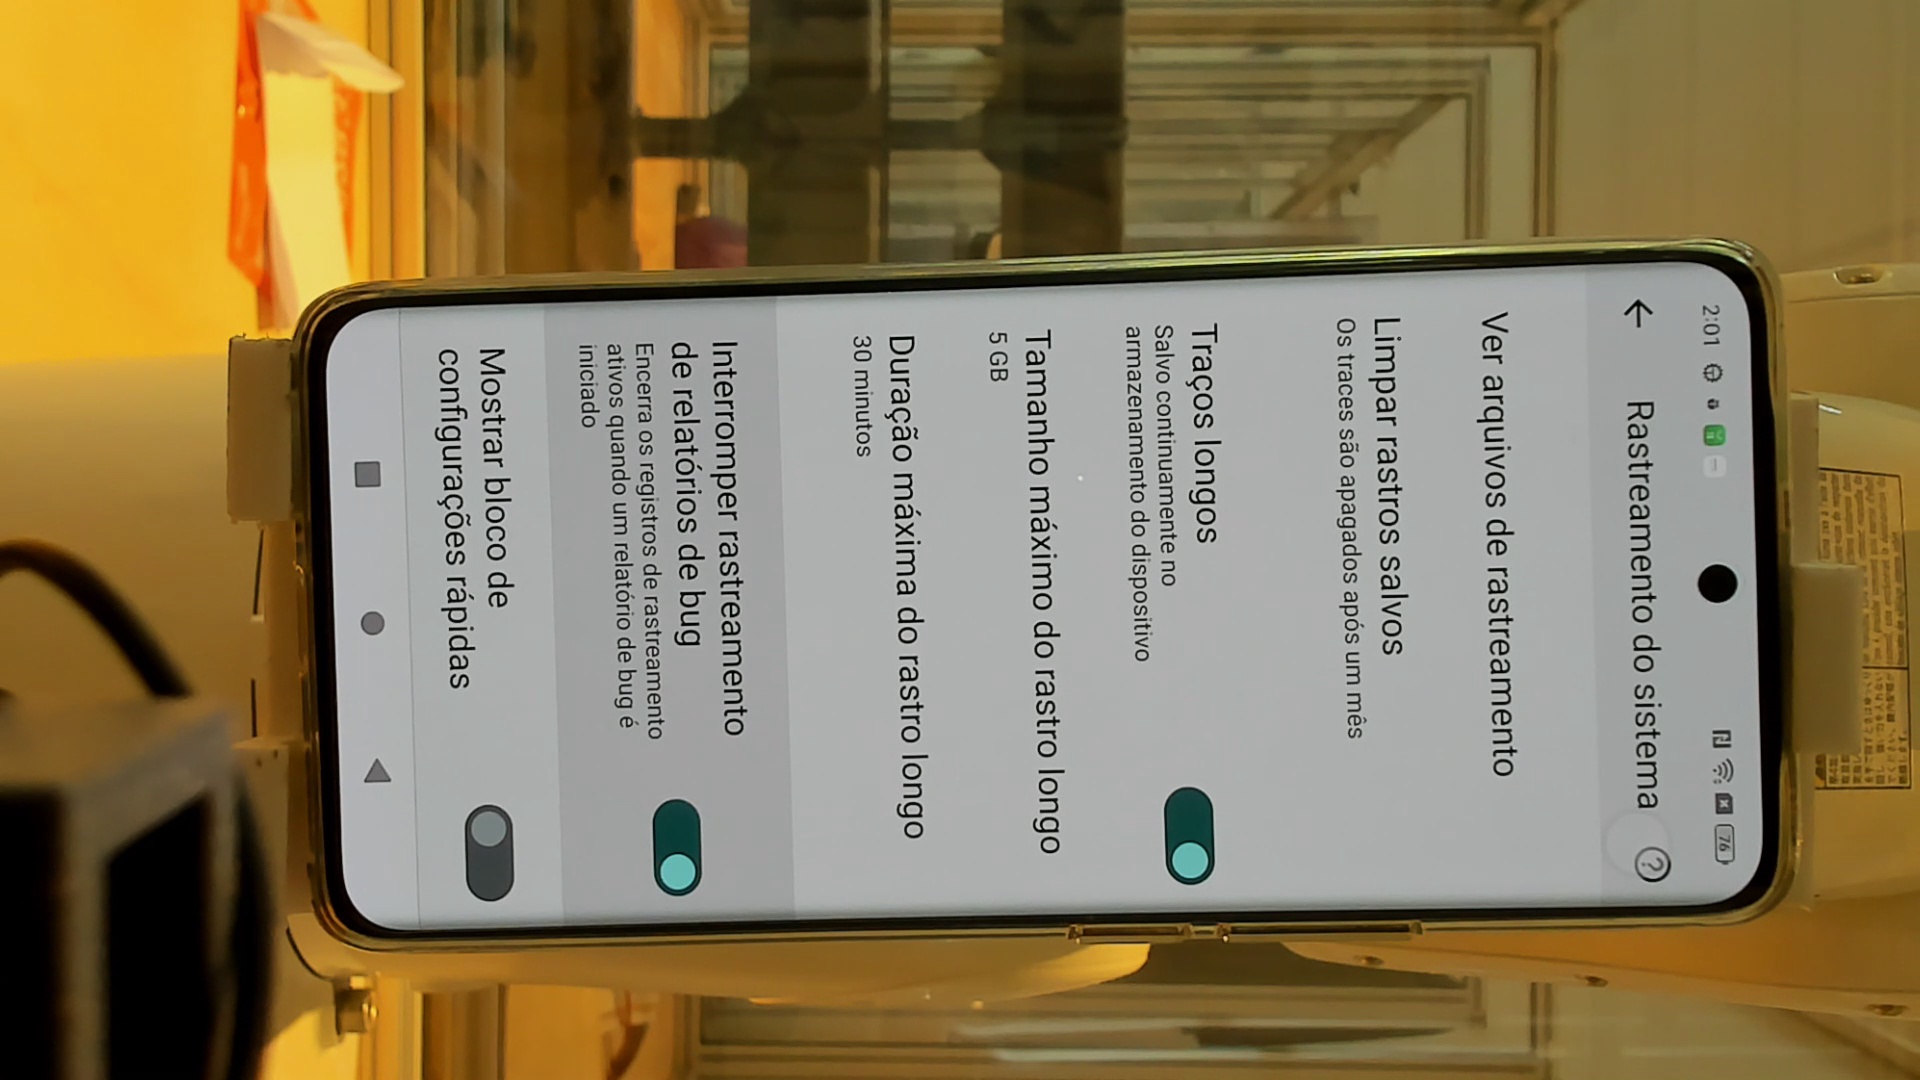 2:01
76
Rastreamento do sistema
Ver arquivos de rastreamento
Limpar rastros salvos
Os traces são apagados após um mês
Traços longos
Salvo continuamente no
armazenamento do dispositivo
Tamanho máximo do rastro longo
5 GB
Duração máxima do rastro longo
30 minutos
Interromper rastreamento
de relatórios de bug
Encerra os registros de rastreamento
ativos quando um relatório de bug é
iniciado
Mostrar bloco de
configurações rápidas